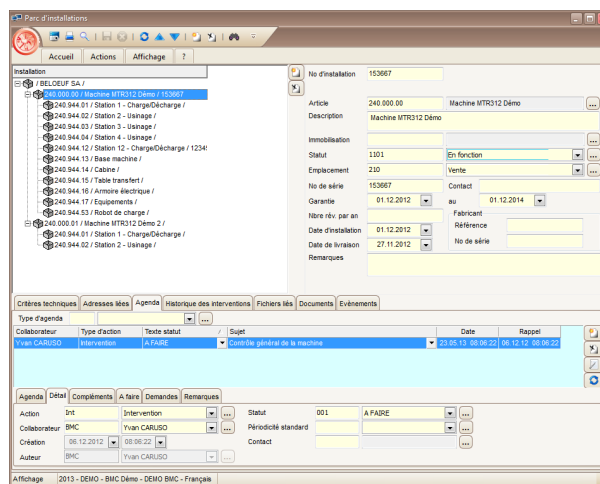 Parc d'installations
Accueil Actions Affichage ?
Installation
/ BELOEUF SA /
240.000.00 / Machine MTR312 Démo / 153667
240.944.01 / Station 1 - Charge/Décharge /
240.944.02 / Station 2 - Usinage /
240.944.03 / Station 3 - Usinage /
240.944.04 / Station 4 - Usinage /
240.944.12 / Station 12 - Charge/Décharge / 1234
240.944.13 / Base machine /
240.944.14 / Cabine /
240.944.15 / Table transfert /
240.944.16 / Armoire électrique /
240.944.17 / Equipements /
240.944.53 / Robot de charge /
240.000.01 / Machine MTR312 Démo 2 /
240.944.01 / Station 1 - Charge/Décharge /
240.944.02 / Station 2 - Usinage /
No d'installation 153667
Article 240.000.00 Machine MTR312 Démo ...
Description Machine MTR312 Démo
Immobilisation ...
Statut 1101 En fonction ...
Emplacement 210 Vente ...
No de série 153667 Contact
Garantie 01.12.2012 au 01.12.2014
Nbre rév. par an Fabricant
Référence
Date d'installation 01.12.2012
No de série
Date de livraison 27.11.2012
Remarques
Critères techniques Adresses liées Agenda Historique des interventions Fichiers liés Documents Evènements
Type d'agenda ...
Collaborateur Type d'action Texte statut / Sujet Date Rappel
Yvan CARUSO Intervention A FAIRE Contrôle général de la machine 23.05.13 08:06:22 06.12.12 08:06:22
Agenda Détail Compléments A faire Demandes Remarques
Action Int Intervention ... Statut 001 A FAIRE ...
Collaborateur BMC Yvan CARUSO ... Périodicité standard ...
Création 06.12.2012 08:06:22 Contact ...
Auteur BMC Yvan CARUSO ...
Affichage 2013 - DEMO - BMC Démo - DEMO BMC - Français